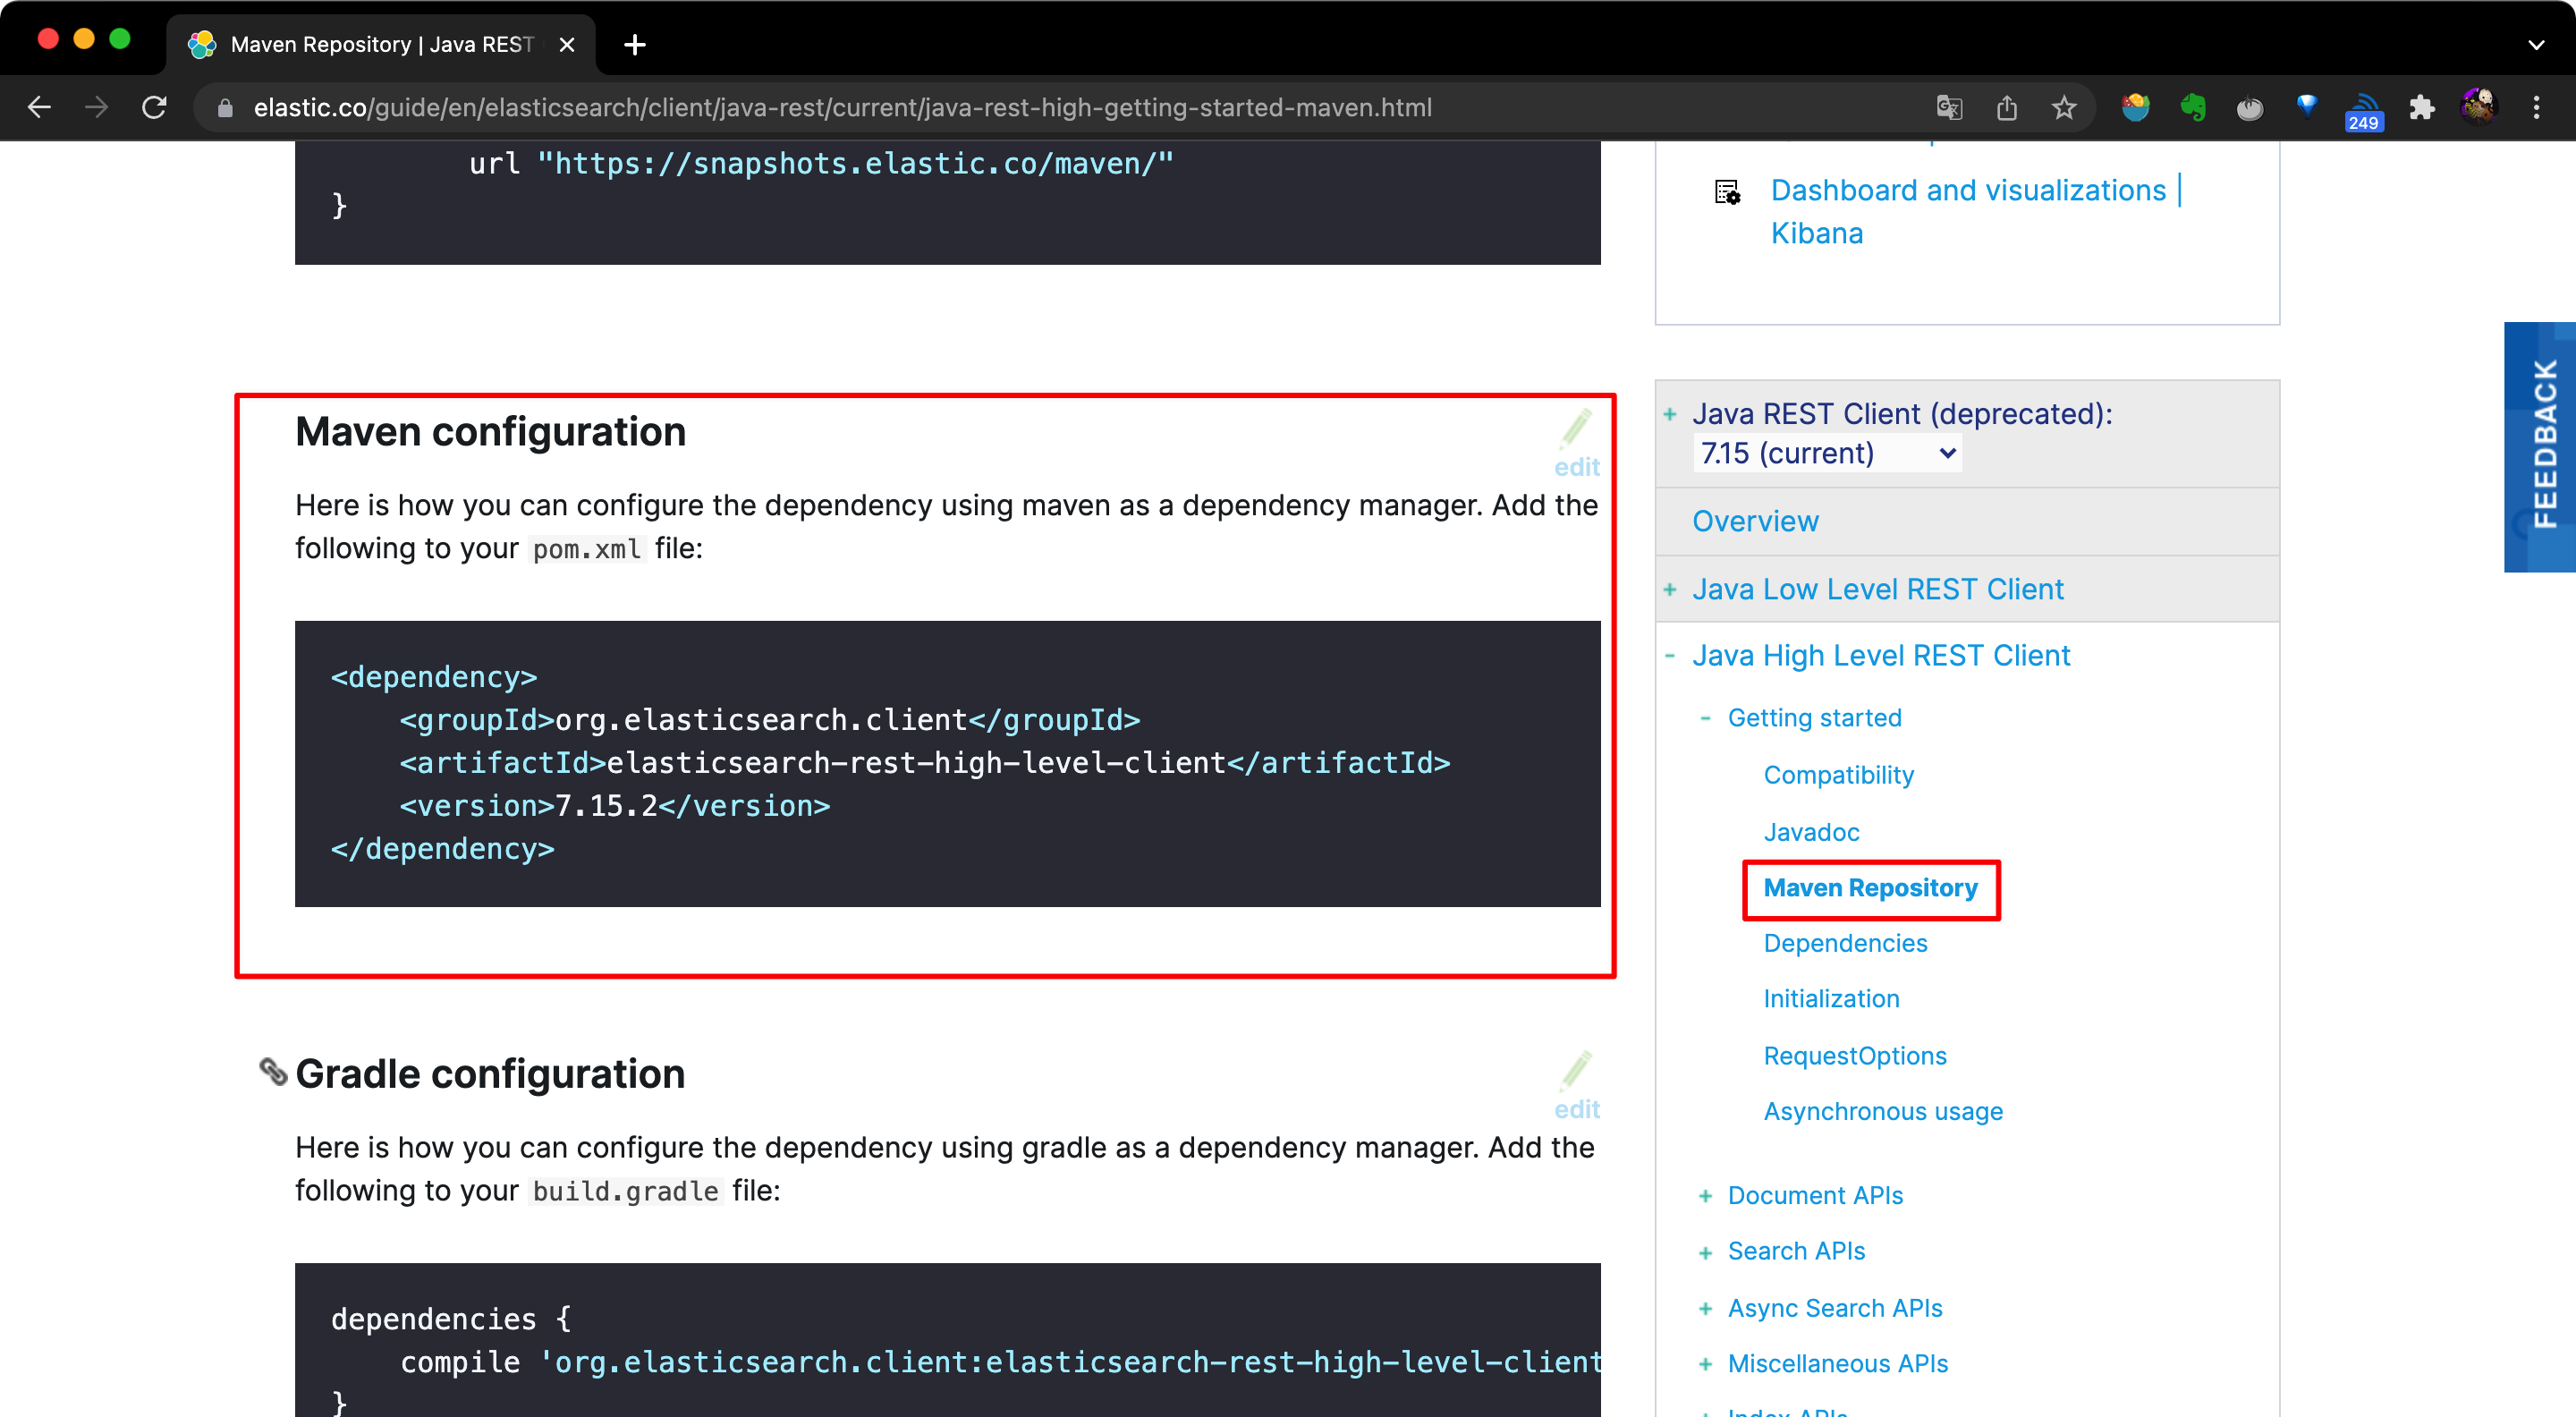 Maven Repository | Java REST
elastic.co/guide/en/elasticsearch/client/java-rest/current/java-rest-high-getting-started-maven.html
249
url "https://snapshots.elastic.co/maven/"
}
Maven configuration
edit
Here is how you can configure the dependency using maven as a dependency manager. Add the
following to your pom.xml file:
<dependency>
    <groupId>org.elasticsearch.client</groupId>
    <artifactId>elasticsearch-rest-high-level-client</artifactId>
    <version>7.15.2</version>
</dependency>
Gradle configuration
edit
Here is how you can configure the dependency using gradle as a dependency manager. Add the
following to your build.gradle file:
dependencies {
    compile 'org.elasticsearch.client:elasticsearch-rest-high-level-client
}
Dashboard and visualizations |
Kibana
+ Java REST Client (deprecated):
7.15 (current)
Overview
+ Java Low Level REST Client
- Java High Level REST Client
- Getting started
Compatibility
Javadoc
Maven Repository
Dependencies
Initialization
RequestOptions
Asynchronous usage
+ Document APIs
+ Search APIs
+ Async Search APIs
+ Miscellaneous APIs
+ Index APIs
FEEDBACK